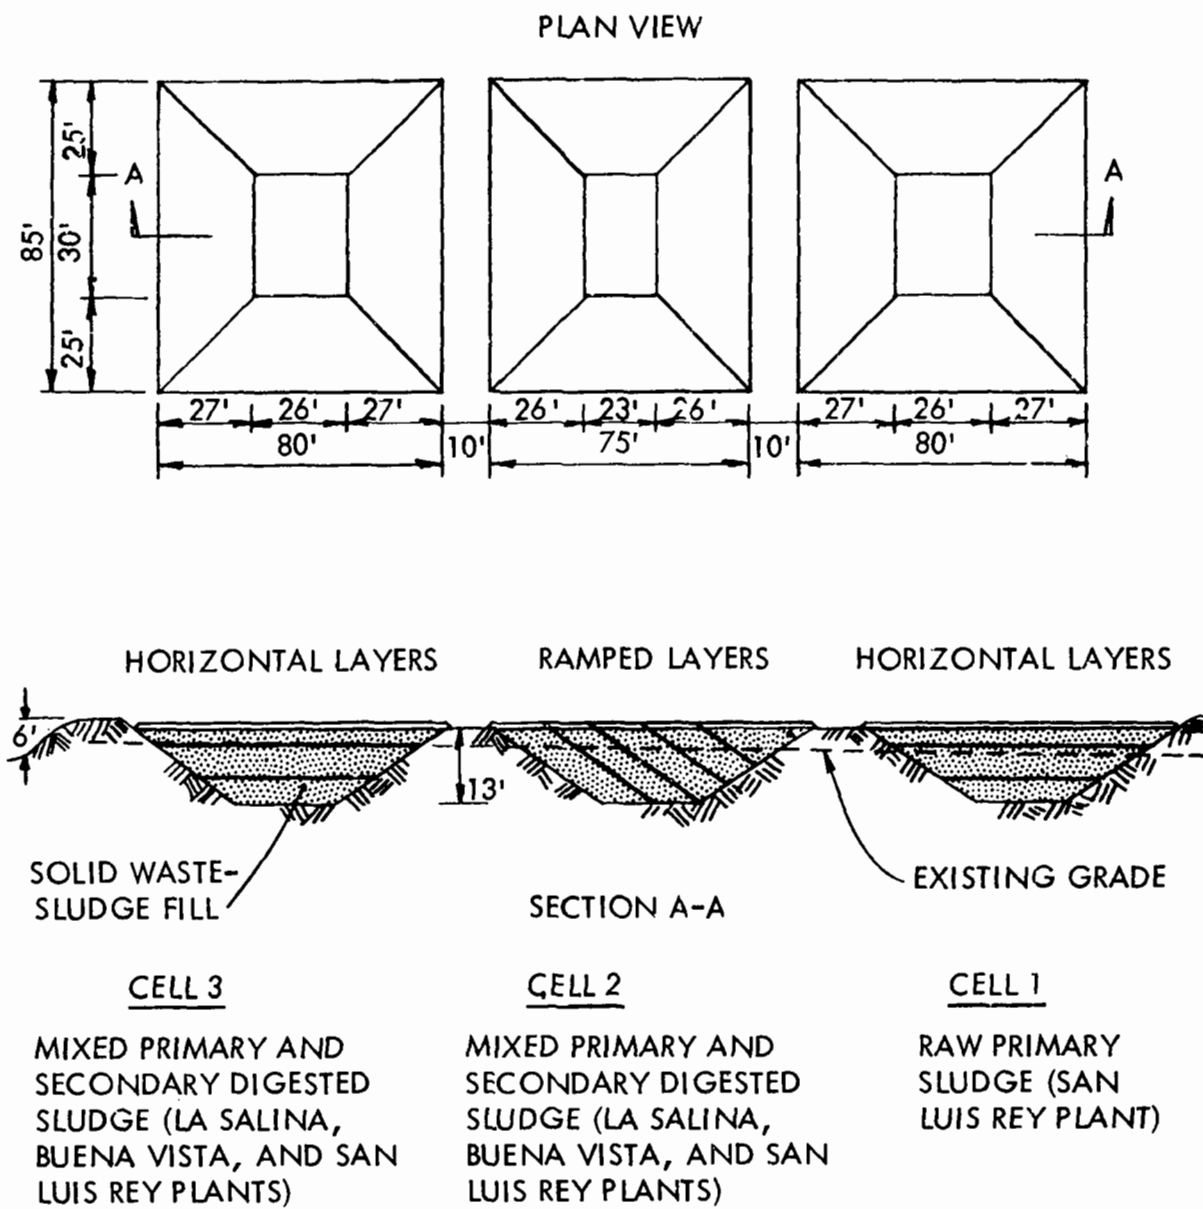 PLAN VIEW
25'
A
A
85'
30'
25'
27' 26' 27' 26' 23' 26' 27' 26' 27'
80' 10' 75' 10' 80'
HORIZONTAL LAYERS RAMPED LAYERS HORIZONTAL LAYERS
6'
13'
SOLID WASTE-
SLUDGE FILL
EXISTING GRADE
SECTION A-A
CELL 3
MIXED PRIMARY AND
SECONDARY DIGESTED
SLUDGE (LA SALINA,
BUENA VISTA, AND SAN
LUIS REY PLANTS)
CELL 2
MIXED PRIMARY AND
SECONDARY DIGESTED
SLUDGE (LA SALINA,
BUENA VISTA, AND SAN
LUIS REY PLANTS)
CELL 1
RAW PRIMARY
SLUDGE (SAN
LUIS REY PLANT)